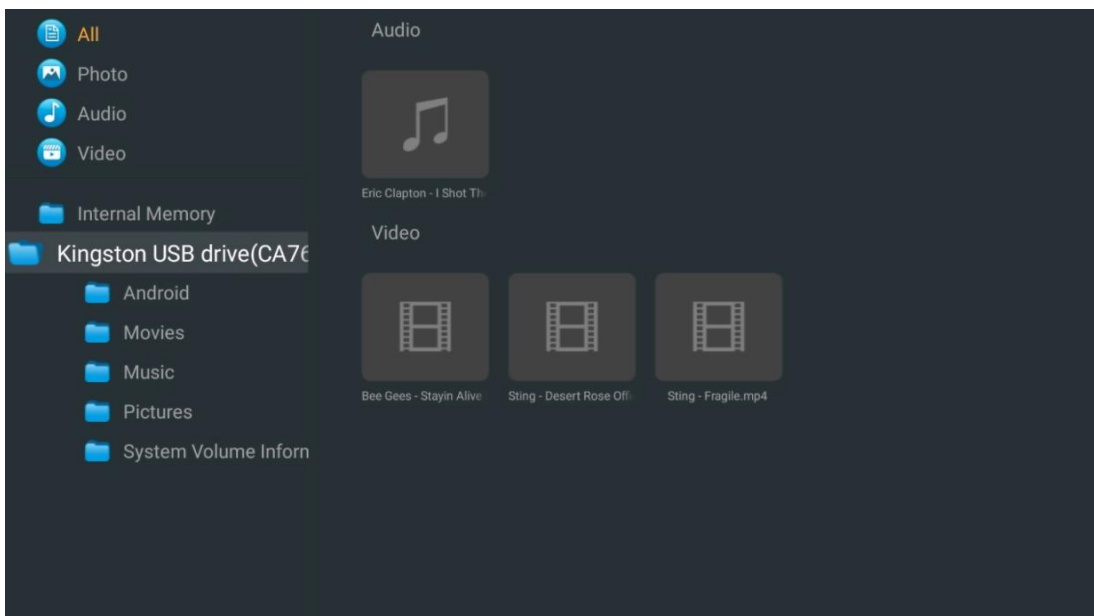 All
Photo
Audio
Video
Internal Memory
Kingston USB drive(CA76
Android
Movies
Music
Pictures
System Volume Inforn
Audio
Eric Clapton - I Shot Th
Video
Bee Gees - Stayin Alive
Sting - Desert Rose Offi
Sting - Fragile.mp4